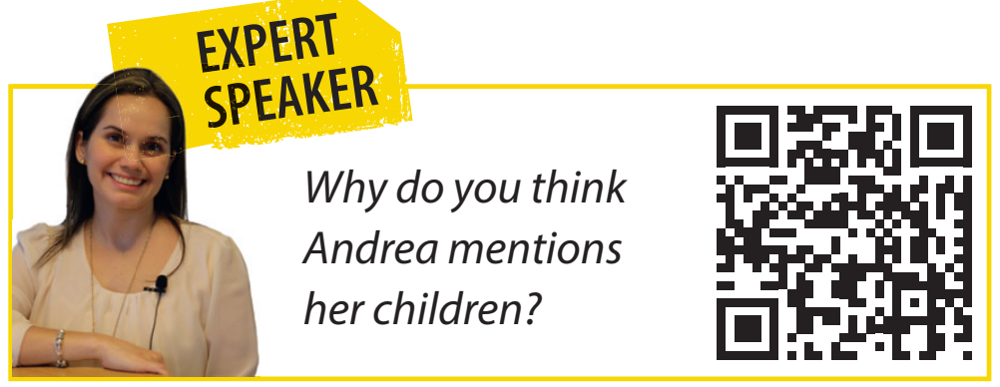 EXPERT
SPEAKER
Why do you think
Andrea mentions
her children?